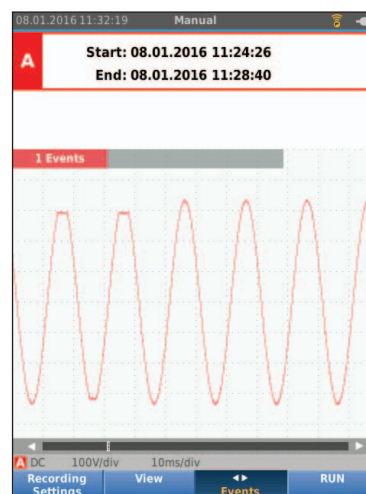 08.01.2016 11:32:19 Manual
A
Start: 08.01.2016 11:24:26
End: 08.01.2016 11:28:40
1 Events
A DC 100V/div 10ms/div
Recording Settings View Events RUN